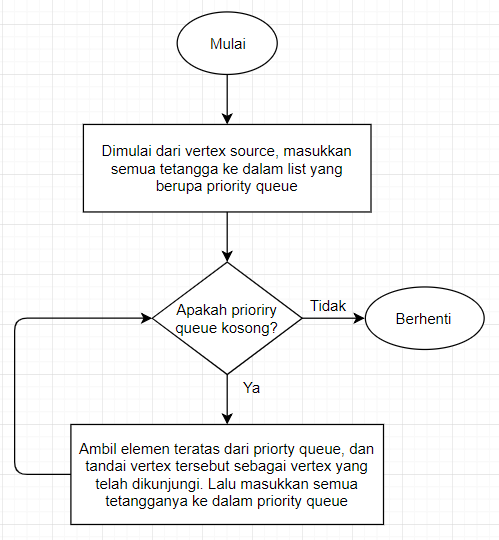 Mulai
Dimulai dari vertex source, masukkan
semua tetangga ke dalam list yang
berupa priority queue
Apakah prioriry
queue kosong?
Tidak
Berhenti
Ya
Ambil elemen teratas dari priorty queue, dan
tandai vertex tersebut sebagai vertex yang
telah dikunjungi. Lalu masukkan semua
tetangganya ke dalam priority queue